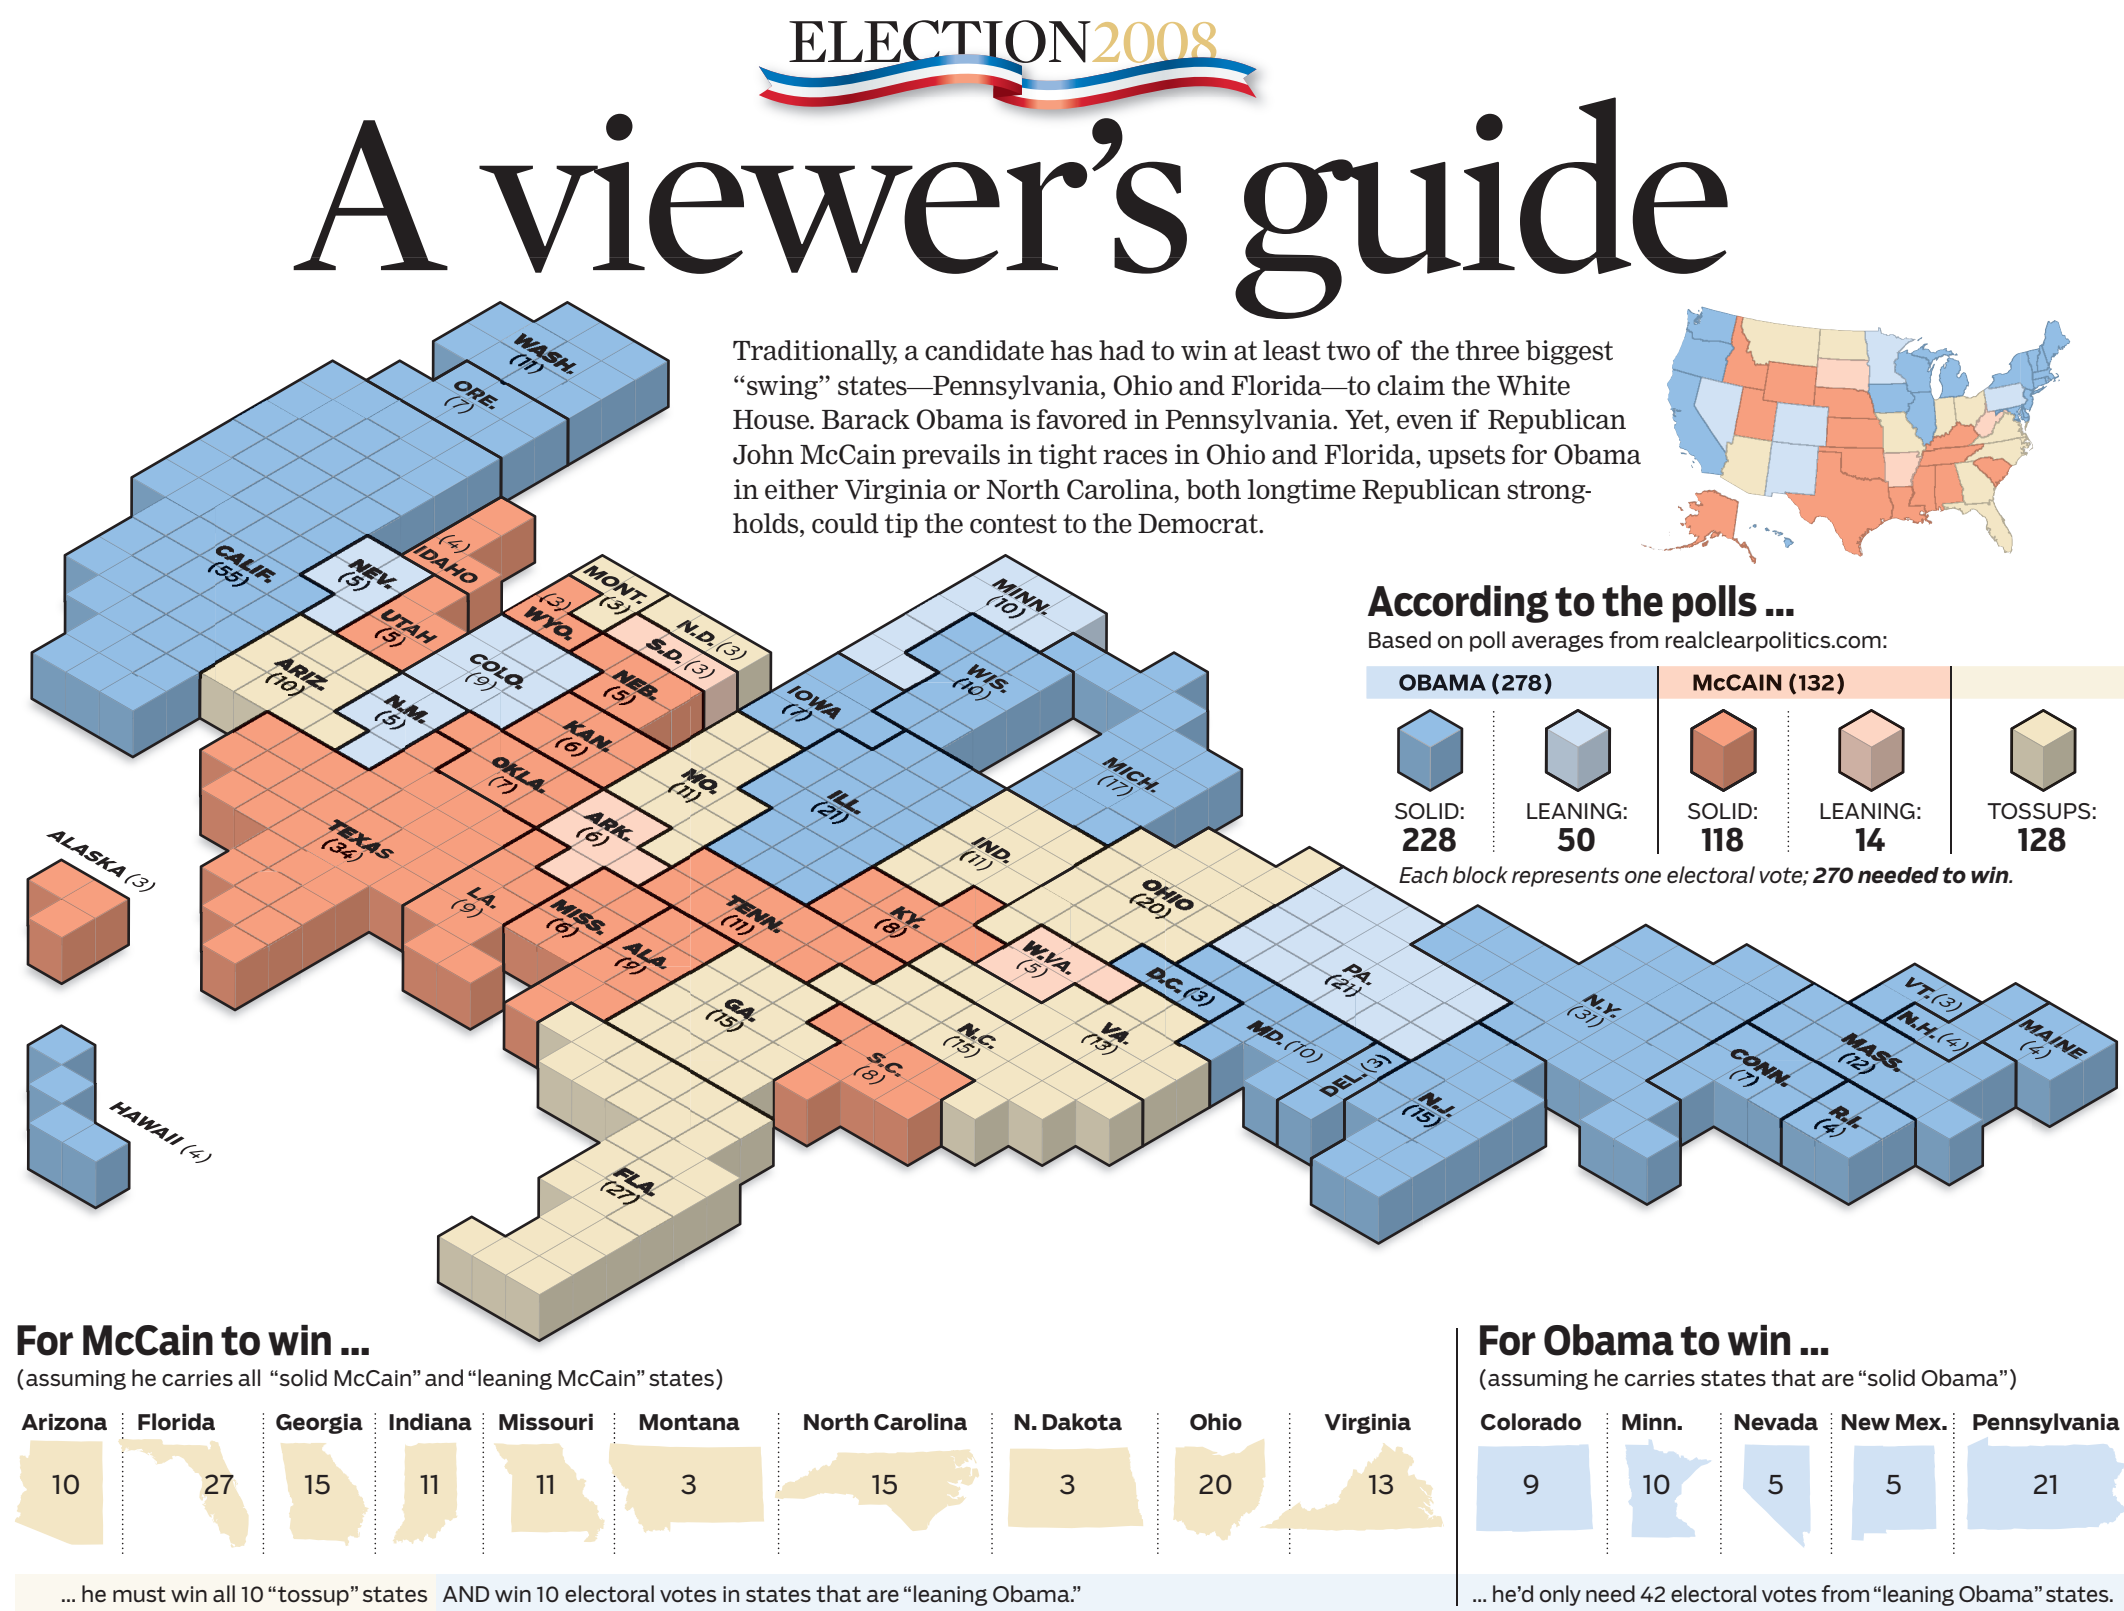 ELECTION2008
A viewer's guide
Traditionally, a candidate has had to win at least two of the three biggest
“swing” states—Pennsylvania, Ohio and Florida—to claim the White
House. Barack Obama is favored in Pennsylvania. Yet, even if Republican
John McCain prevails in tight races in Ohio and Florida, upsets for Obama
in either Virginia or North Carolina, both longtime Republican strong-
holds, could tip the contest to the Democrat.
WASH.
(11)
ORE.
(7)
CALIF.
(55)
NEV.
(5)
(4)
IDAHO
UTAH
(5)
ARIZ.
(10)
MONT.
(3)
(3)
WYO.
N.D. (3)
S.D. (3)
COLO.
(9)
NEB.
(5)
N.M.
(5)
KAN.
(6)
OKLA.
(7)
TEXAS
(34)
MINN.
(10)
WIS.
(10)
IOWA
(7)
MO.
(11)
ILL.
(21)
MICH.
(17)
ARK.
(6)
LA.
(9)
MISS.
(6)
ALA.
(9)
TENN.
(11)
KY.
(8)
IND.
(11)
OHIO
(20)
W.VA.
(5)
GA.
(15)
S.C.
(8)
N.C.
(15)
VA.
(13)
FLA.
(27)
D.C. (3)
MD. (10)
DEL. (3)
PA.
(21)
N.J.
(15)
N.Y.
(31)
CONN.
(7)
R.I.
(4)
MASS.
(12)
VT. (3)
N.H. (4)
MAINE
(4)
ALASKA (3)
HAWAII (4)
According to the polls ...
Based on poll averages from realclearpolitics.com:
OBAMA (278) McCAIN (132)
SOLID: LEANING: SOLID: LEANING: TOSSUPS:
228 50 118 14 128
Each block represents one electoral vote; 270 needed to win.
For McCain to win ...
(assuming he carries all “solid McCain” and “leaning McCain” states)
Arizona Florida Georgia Indiana Missouri Montana North Carolina N. Dakota Ohio Virginia
10 27 15 11 11 3 15 3 20 13
... he must win all 10 “tossup” states AND win 10 electoral votes in states that are “leaning Obama.”
For Obama to win ...
(assuming he carries states that are “solid Obama”)
Colorado Minn. Nevada New Mex. Pennsylvania
9 10 5 5 21
... he’d only need 42 electoral votes from “leaning Obama” states.